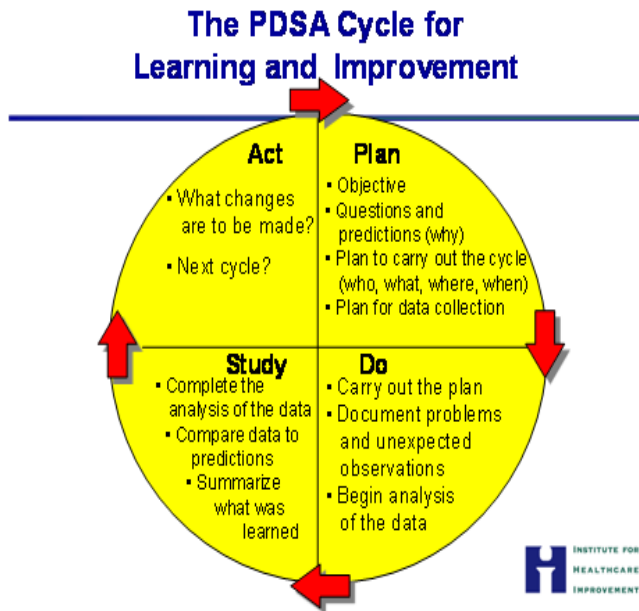 The PDSA Cycle for
Learning and Improvement
Act
▪ What changes
are to be made?
▪ Next cycle?
Plan
▪ Objective
▪ Questions and
predictions (why)
▪ Plan to carry out the cycle
(who, what, where, when)
▪ Plan for data collection
Study
▪ Complete the
analysis of the data
▪ Compare data to
predictions
▪ Summarize
what was
learned
Do
▪ Carry out the plan
▪ Document problems
and unexpected
observations
▪ Begin analysis
of the data
INSTITUTE FOR
HEALTHCARE
IMPROVEMENT